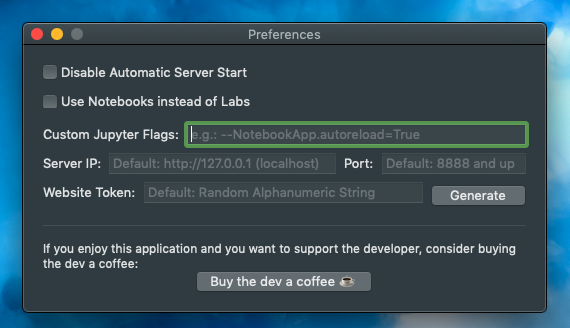 Preferences
Disable Automatic Server Start
Use Notebooks instead of Labs
Custom Jupyter Flags: e.g.: --NotebookApp.autoreload=True
Server IP: Default: http://127.0.0.1 (localhost) Port: Default: 8888 and up
Website Token: Default: Random Alphanumeric String Generate
If you enjoy this application and you want to support the developer, consider buying
the dev a coffee:
Buy the dev a coffee ☕